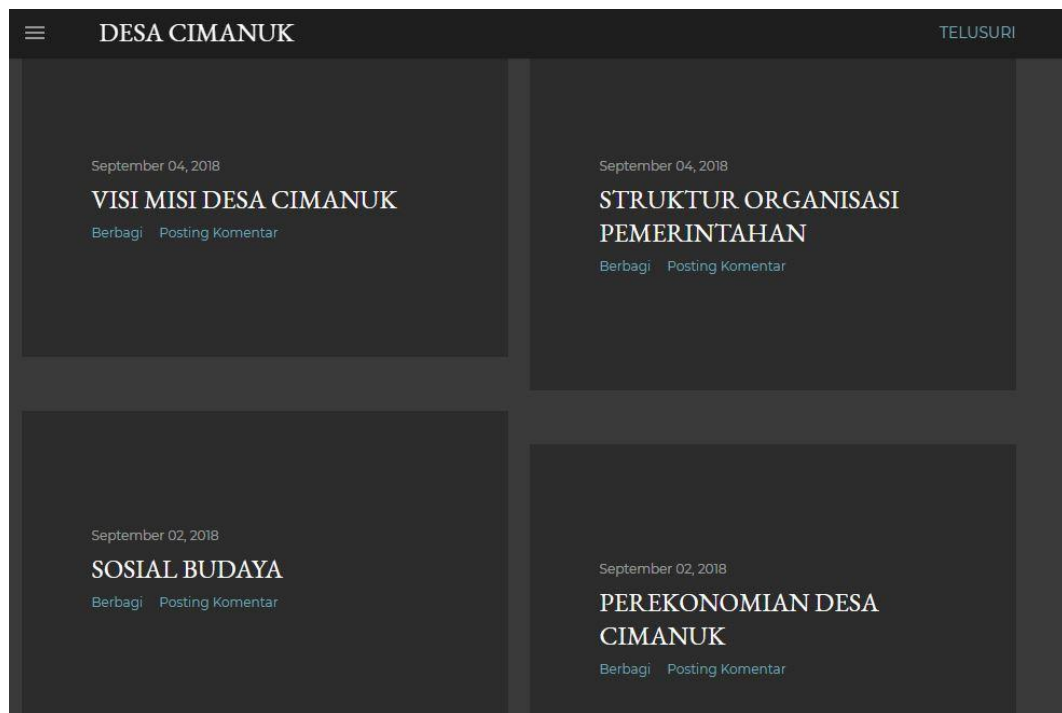 DESA CIMANUK
TELUSURI
September 04, 2018
VISI MISI DESA CIMANUK
Berbagi Posting Komentar
September 04, 2018
STRUKTUR ORGANISASI
PEMERINTAHAN
Berbagi Posting Komentar
September 02, 2018
SOSIAL BUDAYA
Berbagi Posting Komentar
September 02, 2018
PEREKONOMIAN DESA
CIMANUK
Berbagi Posting Komentar